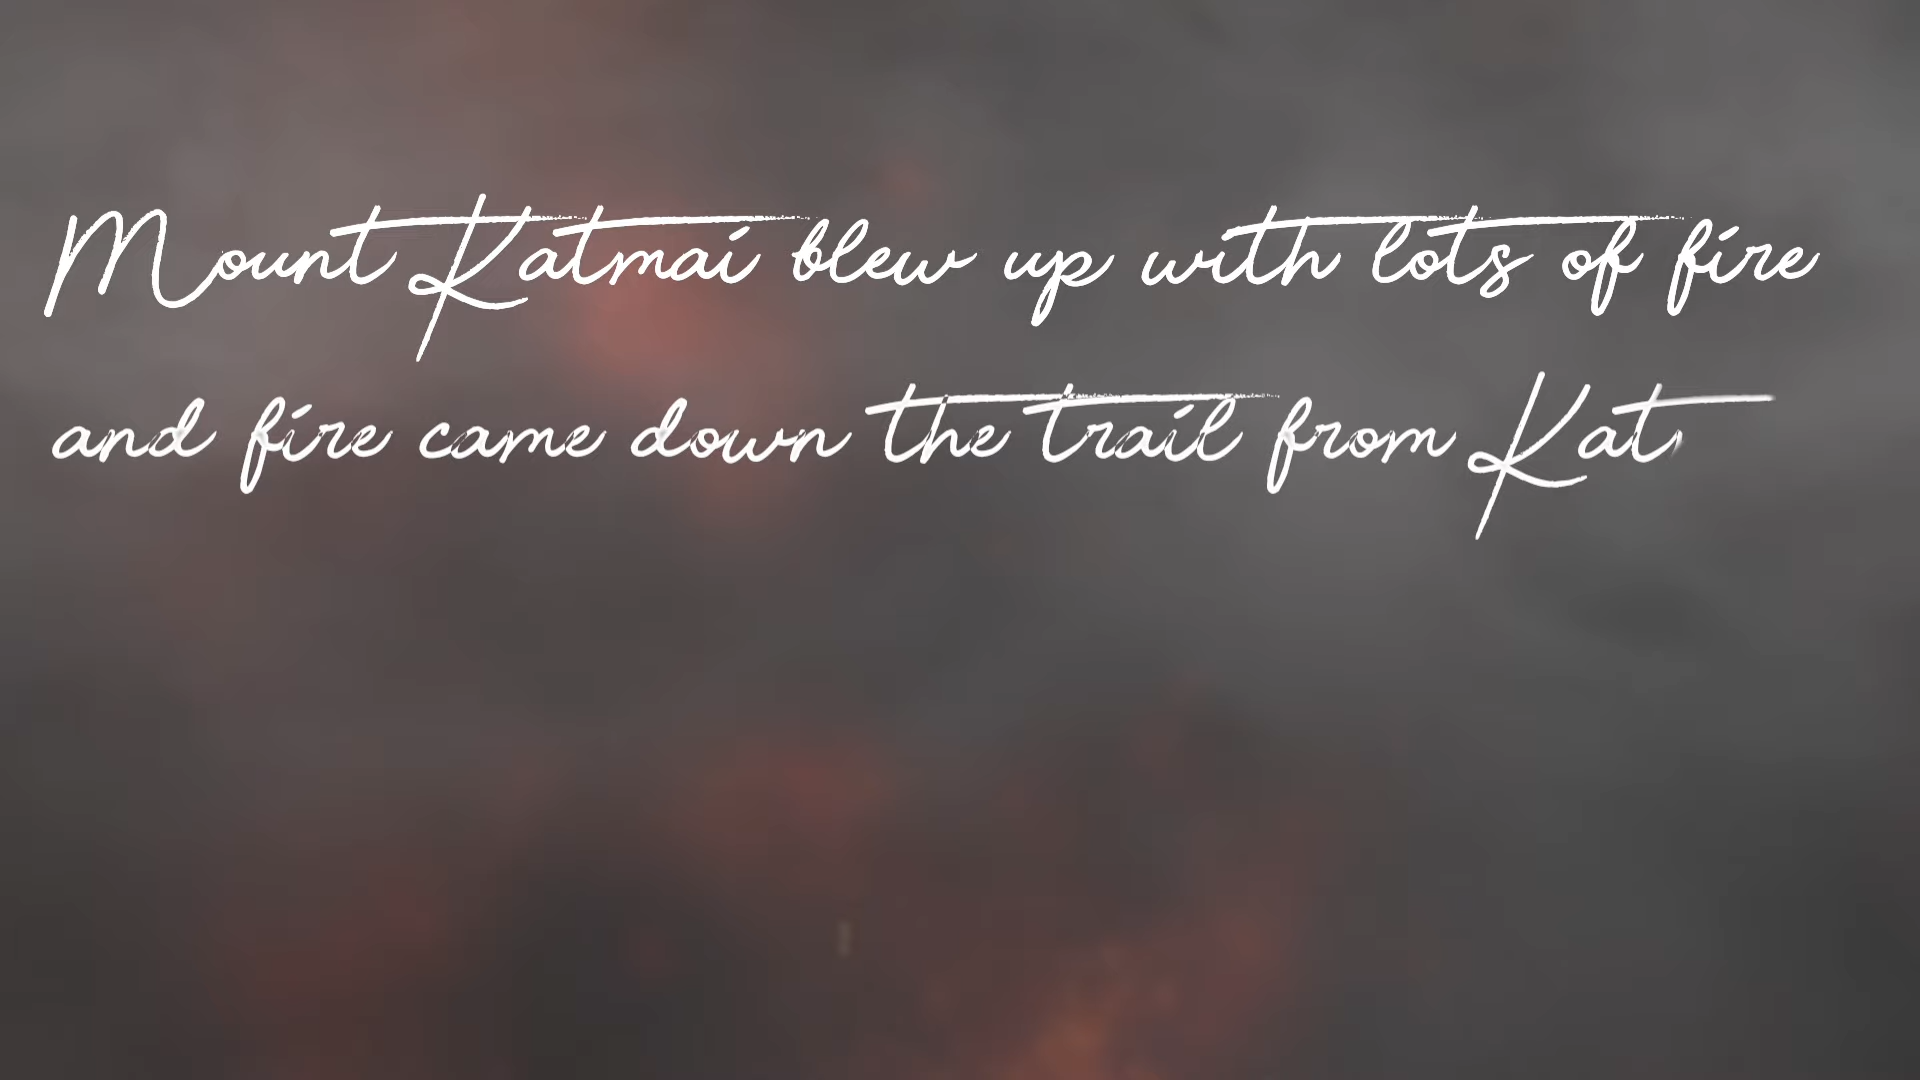 Mount Katmai blew up with lots of fire
and fire came down the trail from Kat